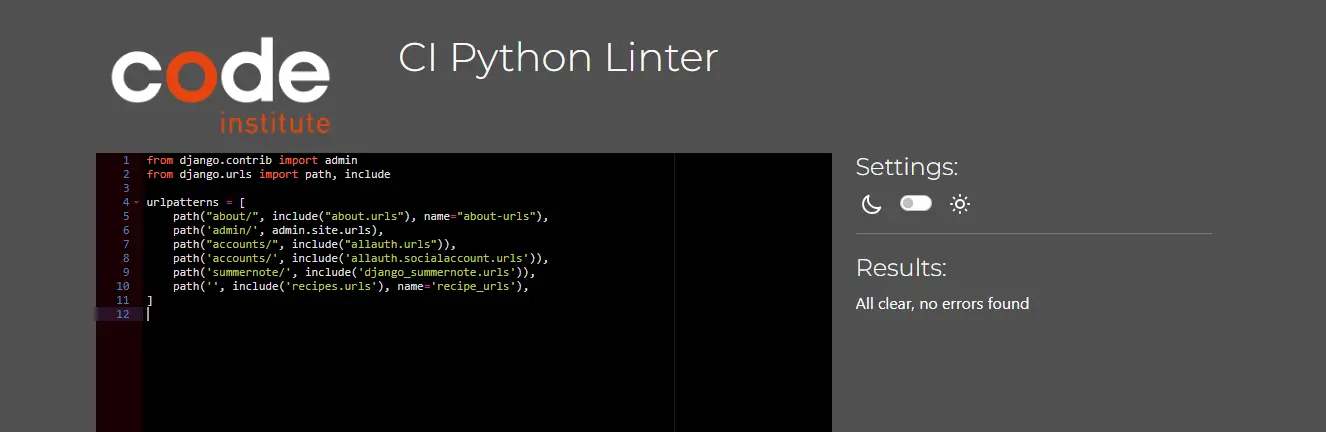 code
institute
CI Python Linter
1 from django.contrib import admin
2 from django.urls import path, include
3
4 urlpatterns = [
5     path("about/", include("about.urls"), name="about-urls"),
6     path('admin/', admin.site.urls),
7     path("accounts/", include("allauth.urls")),
8     path('accounts/', include('allauth.socialaccount.urls')),
9     path('summernote/', include('django_summernote.urls')),
10     path('', include('recipes.urls'), name='recipe_urls'),
11 ]
12
Settings:
Results:
All clear, no errors found